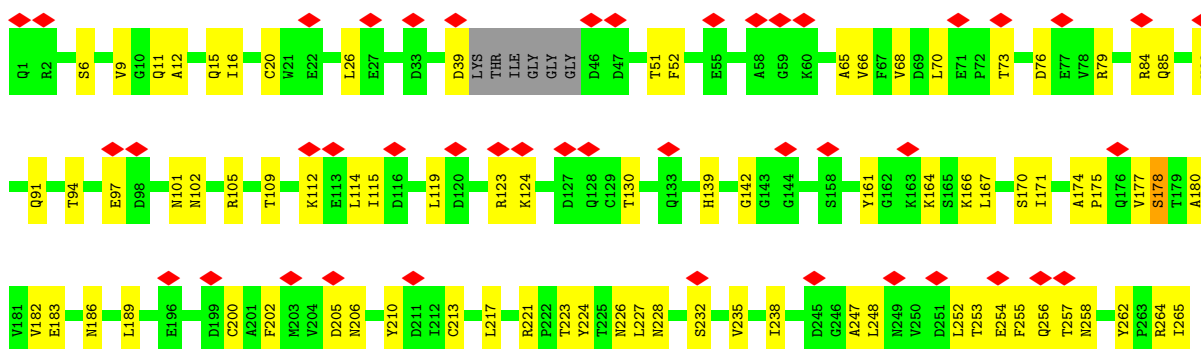 Q1 R2 S6 V9 G10 Q11 A12 Q15 I16 C20 W21 E22 L26 E27 D33 D39 LYS THR ILE GLY GLY GLY D46 D47 T51 F52 E55 A58 G59 K60 A65 V66 F67 V68 D69 L70 E71 P72 T73 D76 E77 V78 R79 R84 Q85
Q91 T94 E97 D98 N101 N102 R105 T109 K112 E113 L114 I115 D116 L119 D120 R123 K124 D127 Q128 C129 T130 Q133 H139 G142 G143 G144 S158 Y161 G162 K163 K164 S165 K166 L167 S170 I171 A174 P175 Q176 V177 S178 T179 A180
V181 V182 E183 N186 L189 E196 D199 C200 A201 F202 M203 V204 D205 N206 Y210 D211 I212 C213 L217 R221 P222 T223 Y224 T225 N226 L227 N228 S232 V235 I238 D245 G246 A247 L248 N249 V250 D251 L252 T253 E254 F255 Q256 T257 N258 Y262 P263 R264 I265